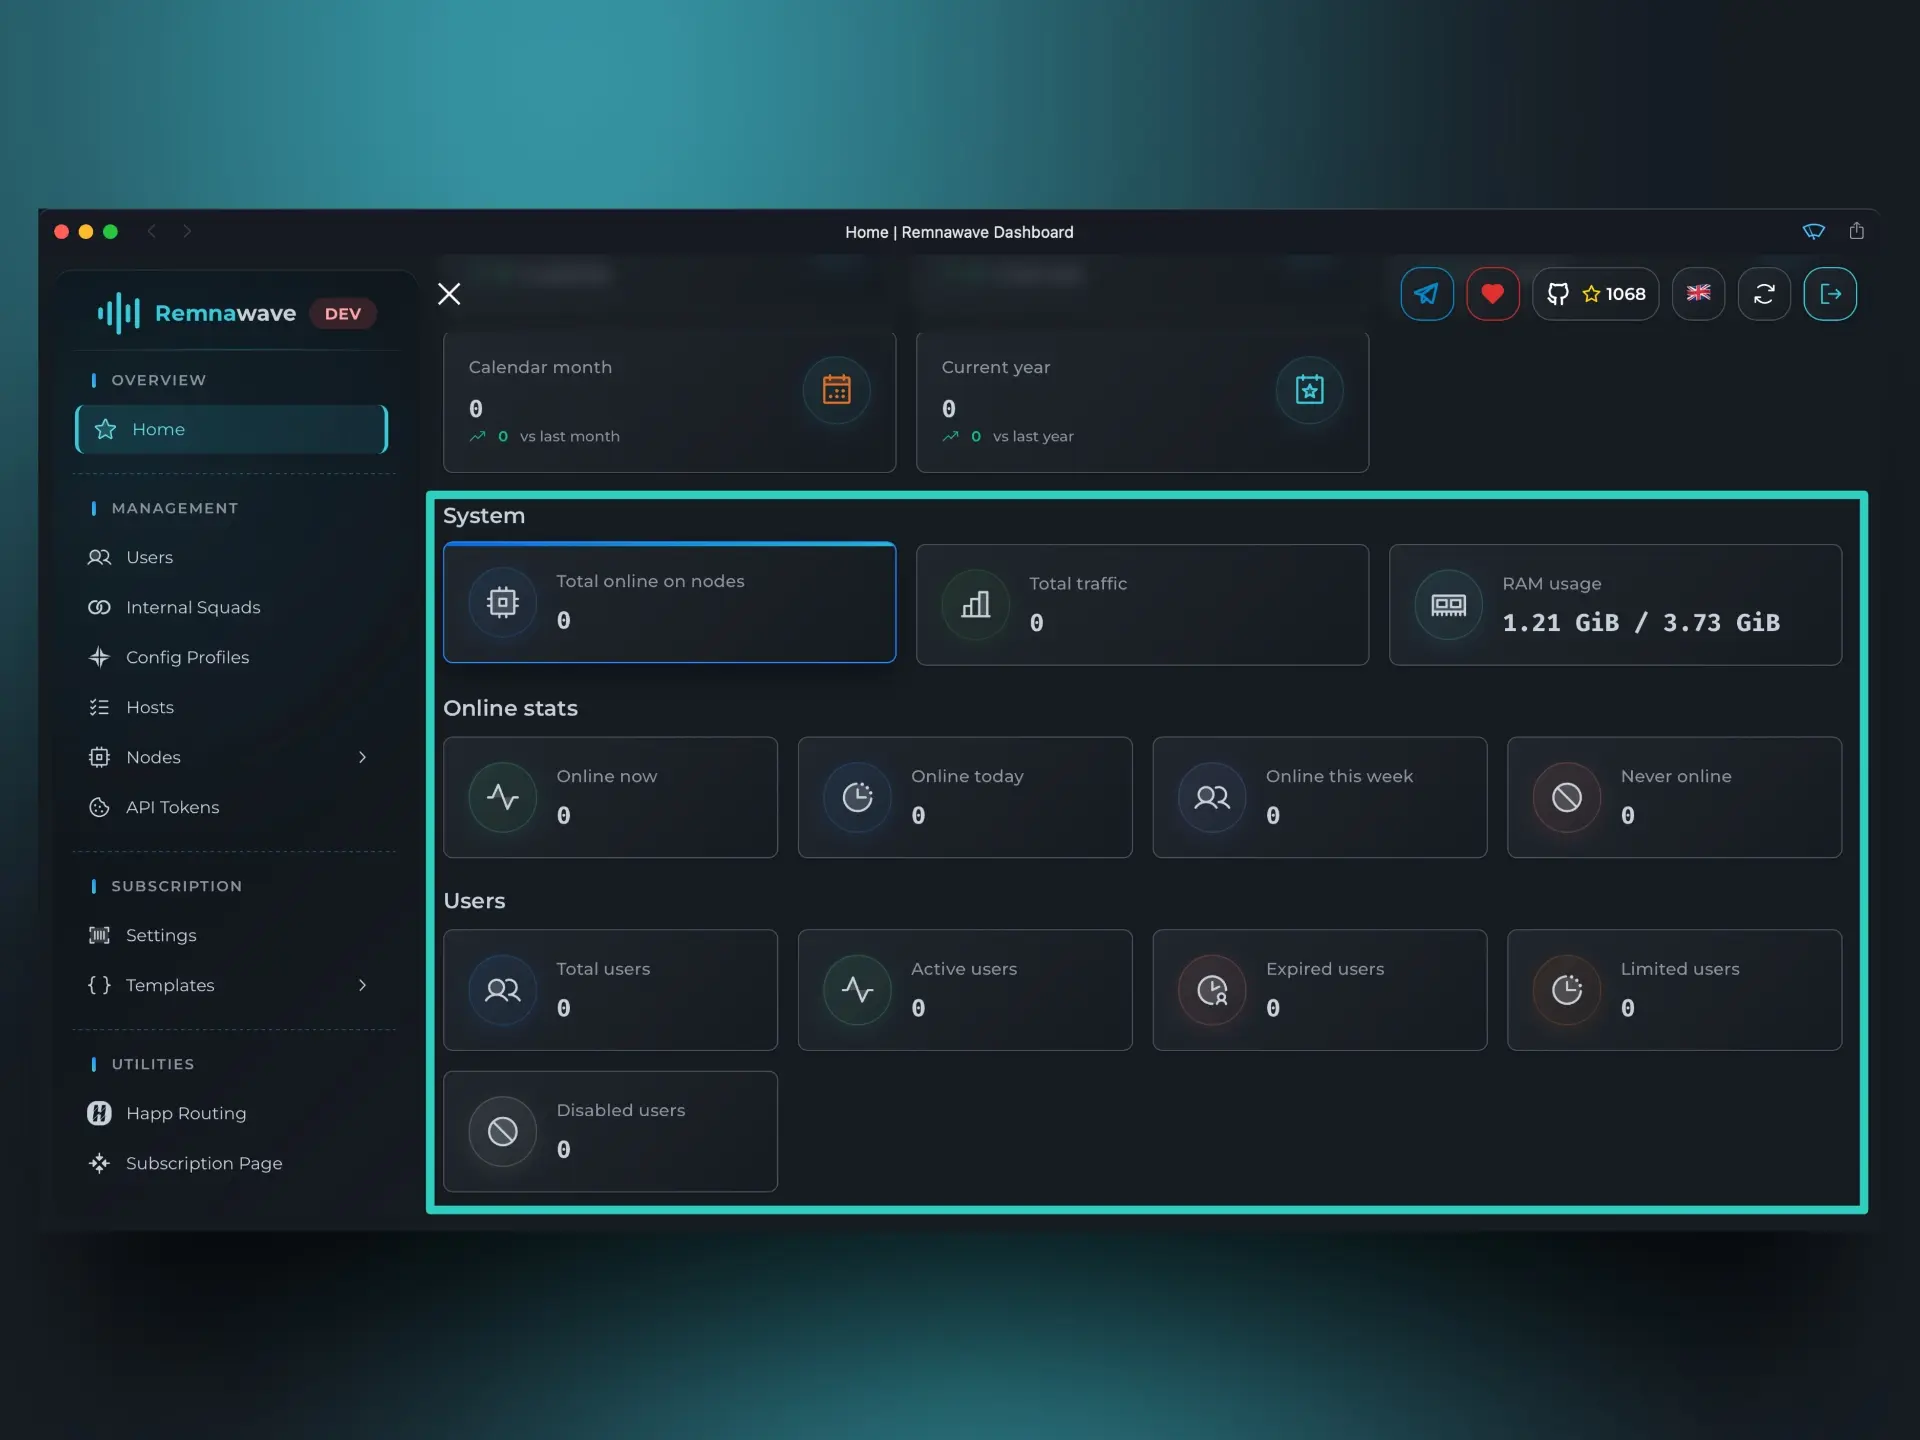 Home | Remnawave Dashboard
Remnawave DEV
1068
OVERVIEW
Home
MANAGEMENT
Users
Internal Squads
Config Profiles
Hosts
Nodes
API Tokens
SUBSCRIPTION
Settings
Templates
UTILITIES
Happ Routing
Subscription Page
Calendar month
0
0 vs last month
Current year
0
0 vs last year
System
Total online on nodes
0
Total traffic
0
RAM usage
1.21 GiB / 3.73 GiB
Online stats
Online now
0
Online today
0
Online this week
0
Never online
0
Users
Total users
0
Active users
0
Expired users
0
Limited users
0
Disabled users
0